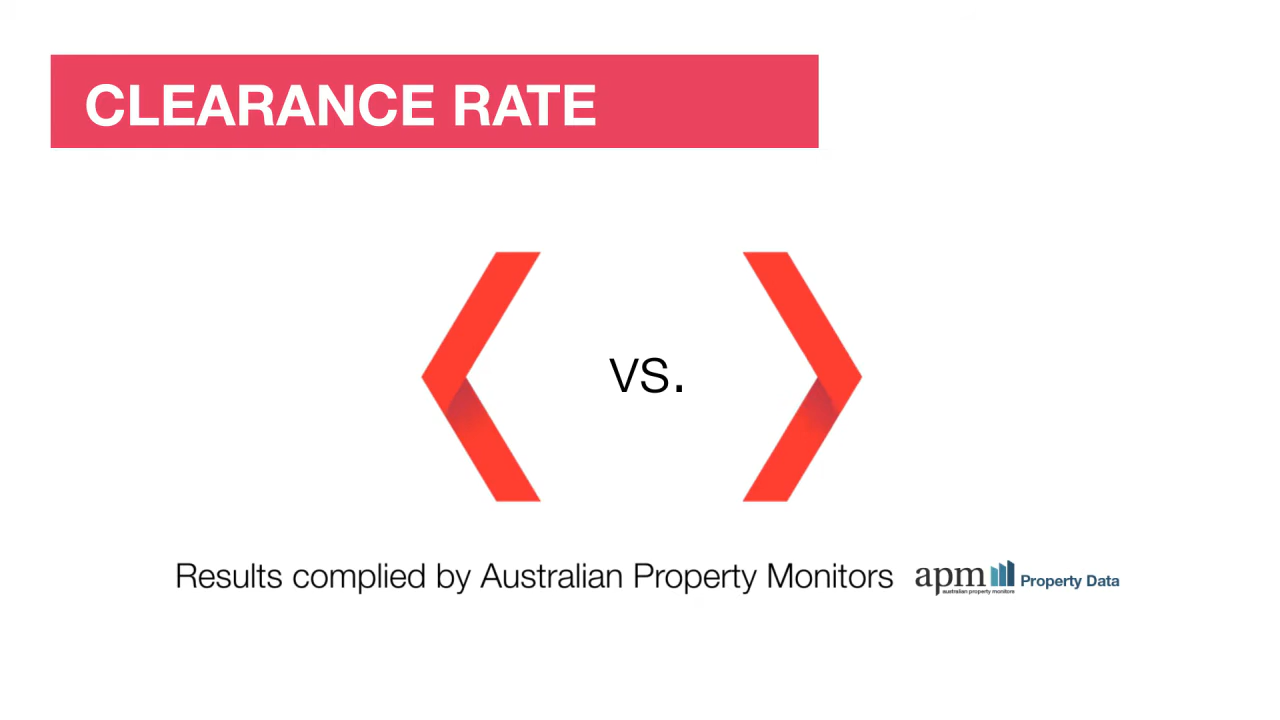 CLEARANCE RATE
vs.
Results complied by Australian Property Monitors
apm Property Data
australian property monitors